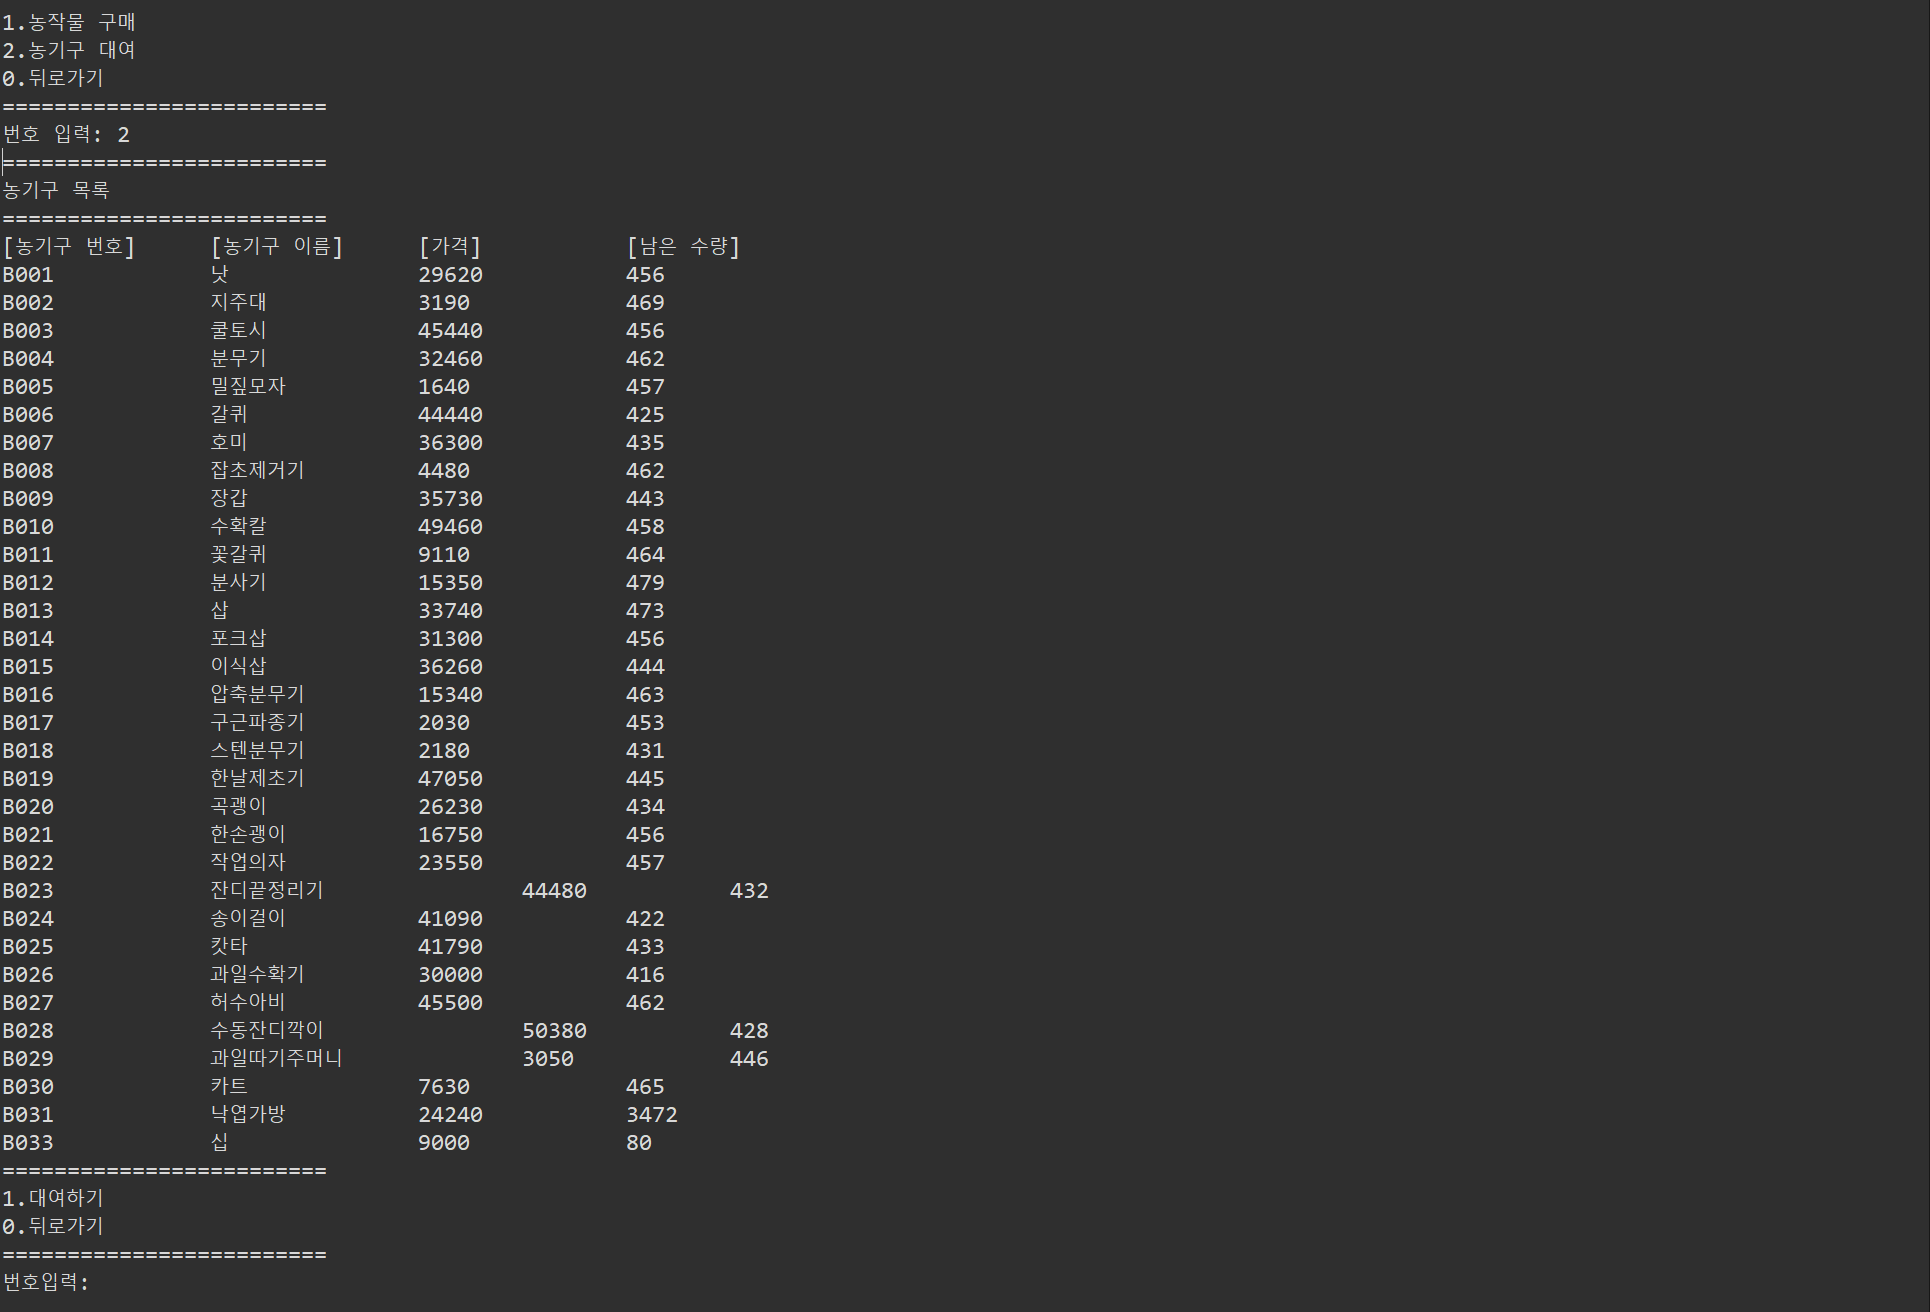 1.농작물 구매
2.농기구 대여
0.뒤로가기
=========================
번호 입력: 2
=========================
농기구 목록
=========================
[농기구 번호]	[농기구 이름]	[가격]		[남은 수량]
B001		낫		29620		456
B002		지주대		3190		469
B003		쿨토시		45440		456
B004		분무기		32460		462
B005		밀짚모자		1640		457
B006		갈퀴		44440		425
B007		호미		36300		435
B008		잡초제거기		4480		462
B009		장갑		35730		443
B010		수확칼		49460		458
B011		꽃갈퀴		9110		464
B012		분사기		15350		479
B013		삽		33740		473
B014		포크삽		31300		456
B015		이식삽		36260		444
B016		압축분무기		15340		463
B017		구근파종기		2030		453
B018		스텐분무기		2180		431
B019		한날제초기		47050		445
B020		곡괭이		26230		434
B021		한손괭이		16750		456
B022		작업의자		23550		457
B023		잔디끝정리기		44480		432
B024		송이걸이		41090		422
B025		캇타		41790		433
B026		과일수확기		30000		416
B027		허수아비		45500		462
B028		수동잔디깍이		50380		428
B029		과일따기주머니		3050		446
B030		카트		7630		465
B031		낙엽가방		24240		3472
B033		십		9000		80
=========================
1.대여하기
0.뒤로가기
=========================
번호입력: